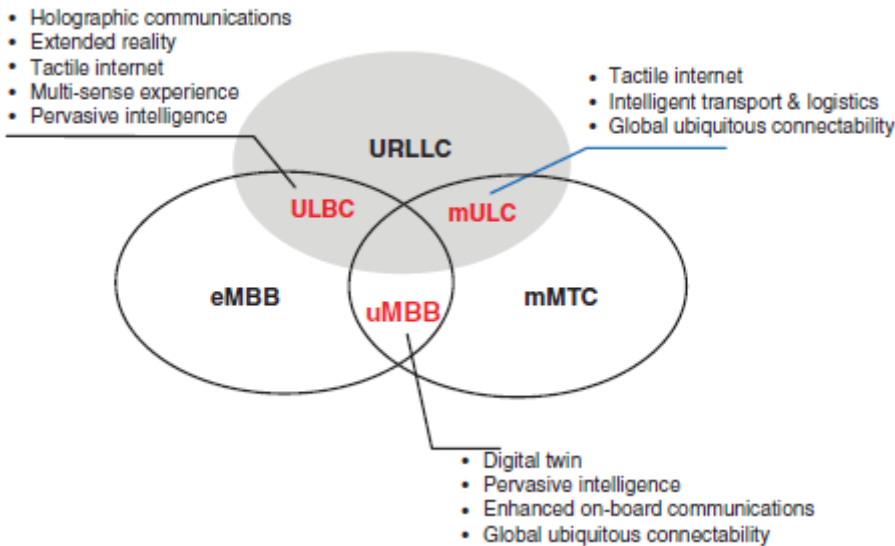 • Holographic communications
• Extended reality
• Tactile internet
• Multi-sense experience
• Pervasive intelligence
• Tactile internet
• Intelligent transport & logistics
• Global ubiquitous connectability
URLLC
ULBC
mULC
eMBB
mMTC
uMBB
• Digital twin
• Pervasive intelligence
• Enhanced on-board communications
• Global ubiquitous connectability